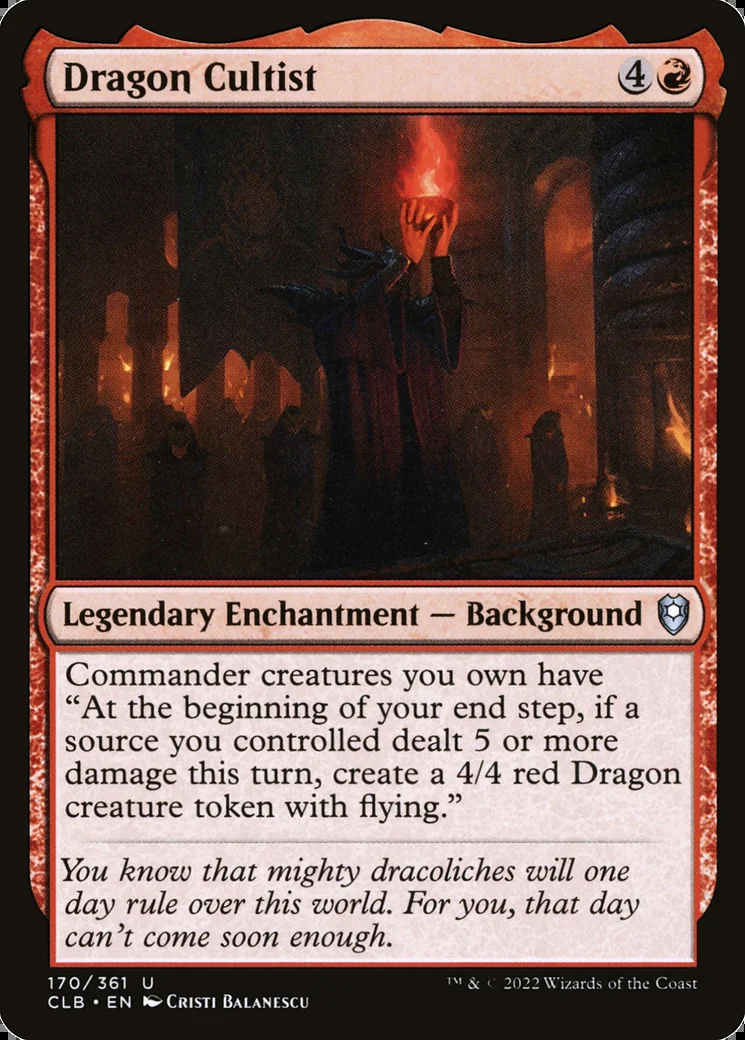 Dragon Cultist 4
Legendary Enchantment — Background
Commander creatures you own have
“At the beginning of your end step, if a
source you controlled dealt 5 or more
damage this turn, create a 4/4 red Dragon
creature token with flying.”
You know that mighty dracoliches will one
day rule over this world. For you, that day
can’t come soon enough.
170/361 U
™ & © 2022 Wizards of the Coast
CLB • EN Cristi Balanescu